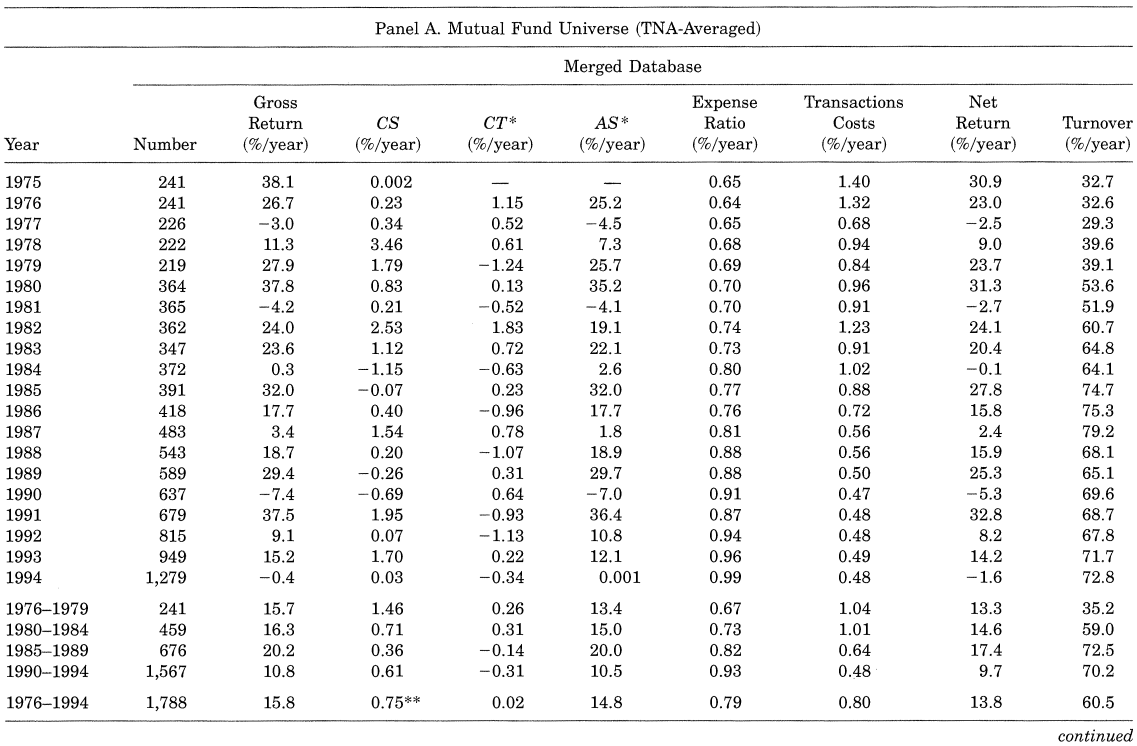 Panel A. Mutual Fund Universe (TNA-Averaged)
Merged Database
Gross Expense Transactions Net
Return CS CT* AS* Ratio Costs Return Turnover
Year Number (%/year) (%/year) (%/year) (%/year) (%/year) (%/year) (%/year) (%/year)
1975 241 38.1 0.002 — — 0.65 1.40 30.9 32.7
1976 241 26.7 0.23 1.15 25.2 0.64 1.32 23.0 32.6
1977 226 −3.0 0.34 0.52 −4.5 0.65 0.68 −2.5 29.3
1978 222 11.3 3.46 0.61 7.3 0.68 0.94 9.0 39.6
1979 219 27.9 1.79 −1.24 25.7 0.69 0.84 23.7 39.1
1980 364 37.8 0.83 0.13 35.2 0.70 0.96 31.3 53.6
1981 365 −4.2 0.21 −0.52 −4.1 0.70 0.91 −2.7 51.9
1982 362 24.0 2.53 1.83 19.1 0.74 1.23 24.1 60.7
1983 347 23.6 1.12 0.72 22.1 0.73 0.91 20.4 64.8
1984 372 0.3 −1.15 −0.63 2.6 0.80 1.02 −0.1 64.1
1985 391 32.0 −0.07 0.23 32.0 0.77 0.88 27.8 74.7
1986 418 17.7 0.40 −0.96 17.7 0.76 0.72 15.8 75.3
1987 483 3.4 1.54 0.78 1.8 0.81 0.56 2.4 79.2
1988 543 18.7 0.20 −1.07 18.9 0.88 0.56 15.9 68.1
1989 589 29.4 −0.26 0.31 29.7 0.88 0.50 25.3 65.1
1990 637 −7.4 −0.69 0.64 −7.0 0.91 0.47 −5.3 69.6
1991 679 37.5 1.95 −0.93 36.4 0.87 0.48 32.8 68.7
1992 815 9.1 0.07 −1.13 10.8 0.94 0.48 8.2 67.8
1993 949 15.2 1.70 0.22 12.1 0.96 0.49 14.2 71.7
1994 1,279 −0.4 0.03 −0.34 0.001 0.99 0.48 −1.6 72.8
1976–1979 241 15.7 1.46 0.26 13.4 0.67 1.04 13.3 35.2
1980–1984 459 16.3 0.71 0.31 15.0 0.73 1.01 14.6 59.0
1985–1989 676 20.2 0.36 −0.14 20.0 0.82 0.64 17.4 72.5
1990–1994 1,567 10.8 0.61 −0.31 10.5 0.93 0.48 9.7 70.2
1976–1994 1,788 15.8 0.75** 0.02 14.8 0.79 0.80 13.8 60.5
continued